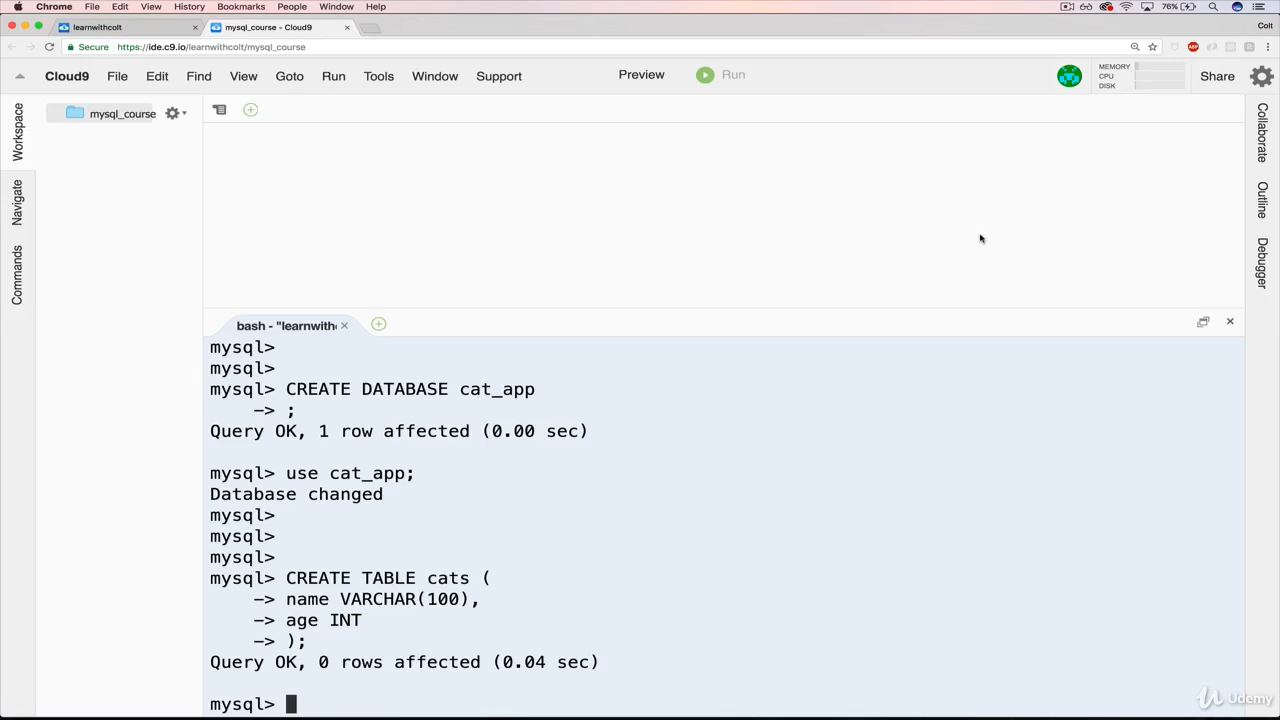 Chrome File Edit View History Bookmarks People Window Help 76%
learnwithcolt mysql_course - Cloud9 Colt
Secure https://ide.c9.io/learnwithcolt/mysql_course ABP
Cloud9 File Edit Find View Goto Run Tools Window Support Preview Run MEMORY CPU DISK Share
Workspace
Navigate
Commands
mysql_course
Collaborate
Outline
Debugger
bash - "learnwith
mysql>
mysql>
mysql> CREATE DATABASE cat_app
-> ;
Query OK, 1 row affected (0.00 sec)
mysql> use cat_app;
Database changed
mysql>
mysql>
mysql>
mysql> CREATE TABLE cats (
-> name VARCHAR(100),
-> age INT
-> );
Query OK, 0 rows affected (0.04 sec)
mysql>
Udemy